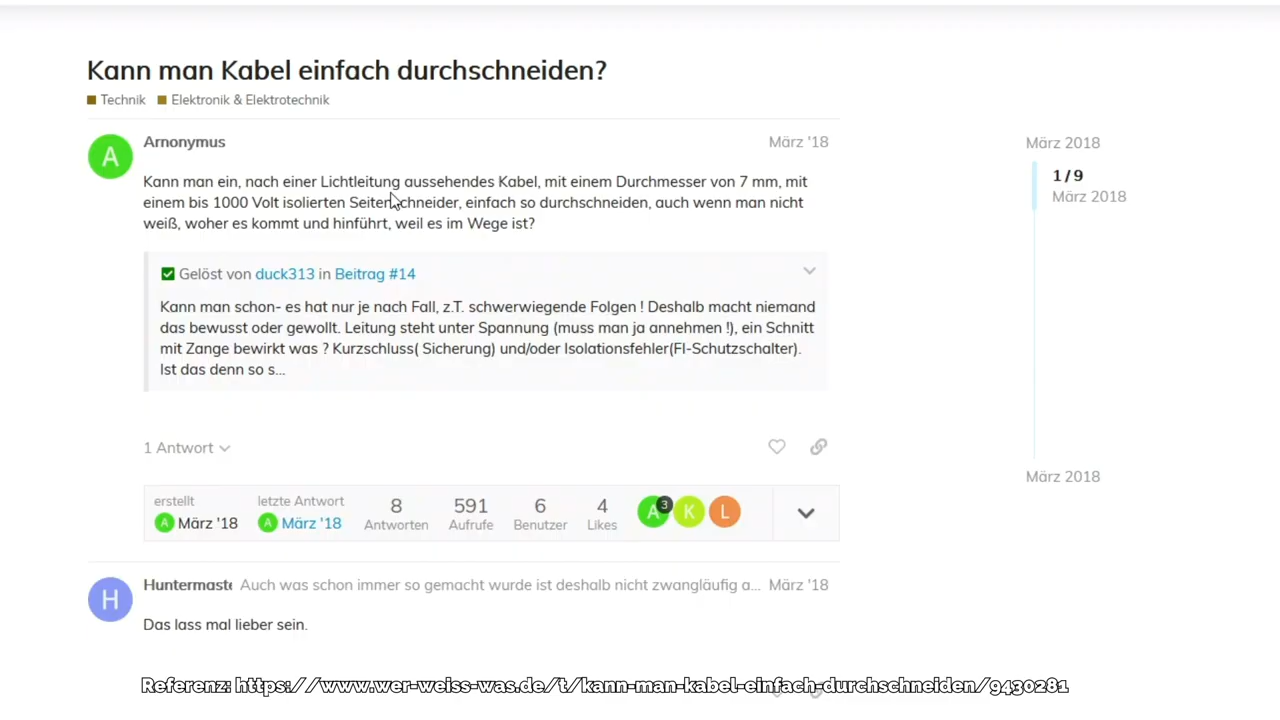 Kann man Kabel einfach durchschneiden?
Technik Elektronik & Elektrotechnik
A Arnonymus März '18
Kann man ein, nach einer Lichtleitung aussehendes Kabel, mit einem Durchmesser von 7 mm, mit
einem bis 1000 Volt isolierten Seitenschneider, einfach so durchschneiden, auch wenn man nicht
weiß, woher es kommt und hinführt, weil es im Wege ist?
Gelöst von duck313 in Beitrag #14
Kann man schon- es hat nur je nach Fall, z.T. schwerwiegende Folgen ! Deshalb macht niemand
das bewusst oder gewollt. Leitung steht unter Spannung (muss man ja annehmen !), ein Schnitt
mit Zange bewirkt was ? Kurzschluss( Sicherung) und/oder Isolationsfehler(FI-Schutzschalter).
Ist das denn so s...
1 Antwort
erstellt letzte Antwort 8 591 6 4 A 3 K L
A März '18 A März '18 Antworten Aufrufe Benutzer Likes
H Huntermaste Auch was schon immer so gemacht wurde ist deshalb nicht zwangläufig a... März '18
Das lass mal lieber sein.
März 2018
1 / 9
März 2018
März 2018
Referenz: https://www.wer-weiss-was.de/t/kann-man-kabel-einfach-durchschneiden/9430281